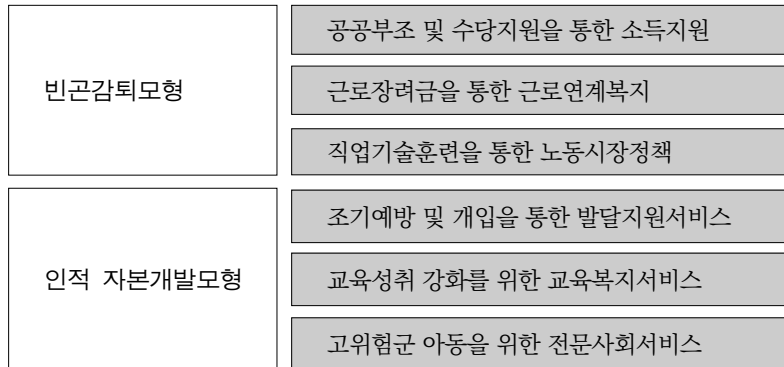 빈곤감퇴모형
공공부조 및 수당지원을 통한 소득지원
근로장려금을 통한 근로연계복지
직업기술훈련을 통한 노동시장정책
인적 자본개발모형
조기예방 및 개입을 통한 발달지원서비스
교육성취 강화를 위한 교육복지서비스
고위험군 아동을 위한 전문사회서비스